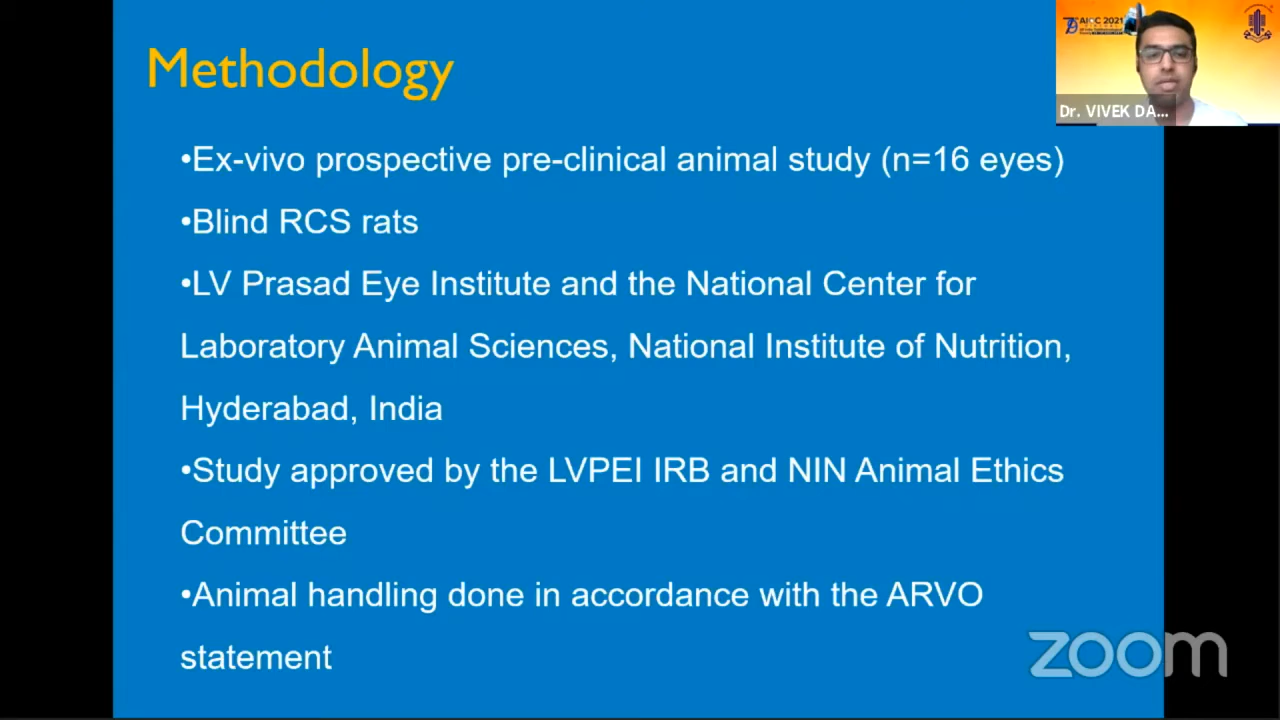 Methodology
•Ex-vivo prospective pre-clinical animal study (n=16 eyes)
•Blind RCS rats
•LV Prasad Eye Institute and the National Center for
Laboratory Animal Sciences, National Institute of Nutrition,
Hyderabad, India
•Study approved by the LVPEI IRB and NIN Animal Ethics
Committee
•Animal handling done in accordance with the ARVO
statement
AIOC 2021
Dr. VIVEK DA...
zoom